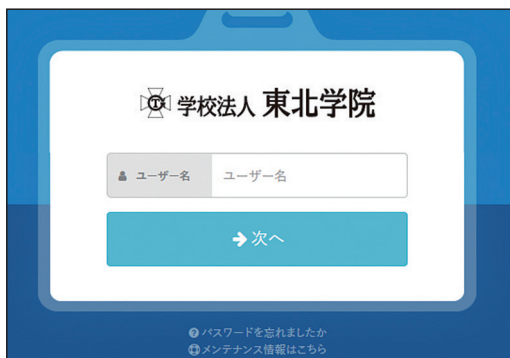 学校法人 東北学院
ユーザー名 ユーザー名
次へ
パスワードを忘れましたか
メンテナンス情報はこちら